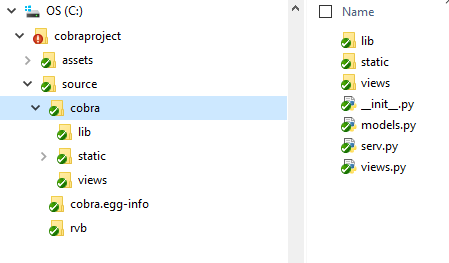 OS (C:)
cobraproject
assets
source
cobra
lib
static
views
cobra.egg-info
rvb
Name
lib
static
views
__init__.py
models.py
serv.py
views.py